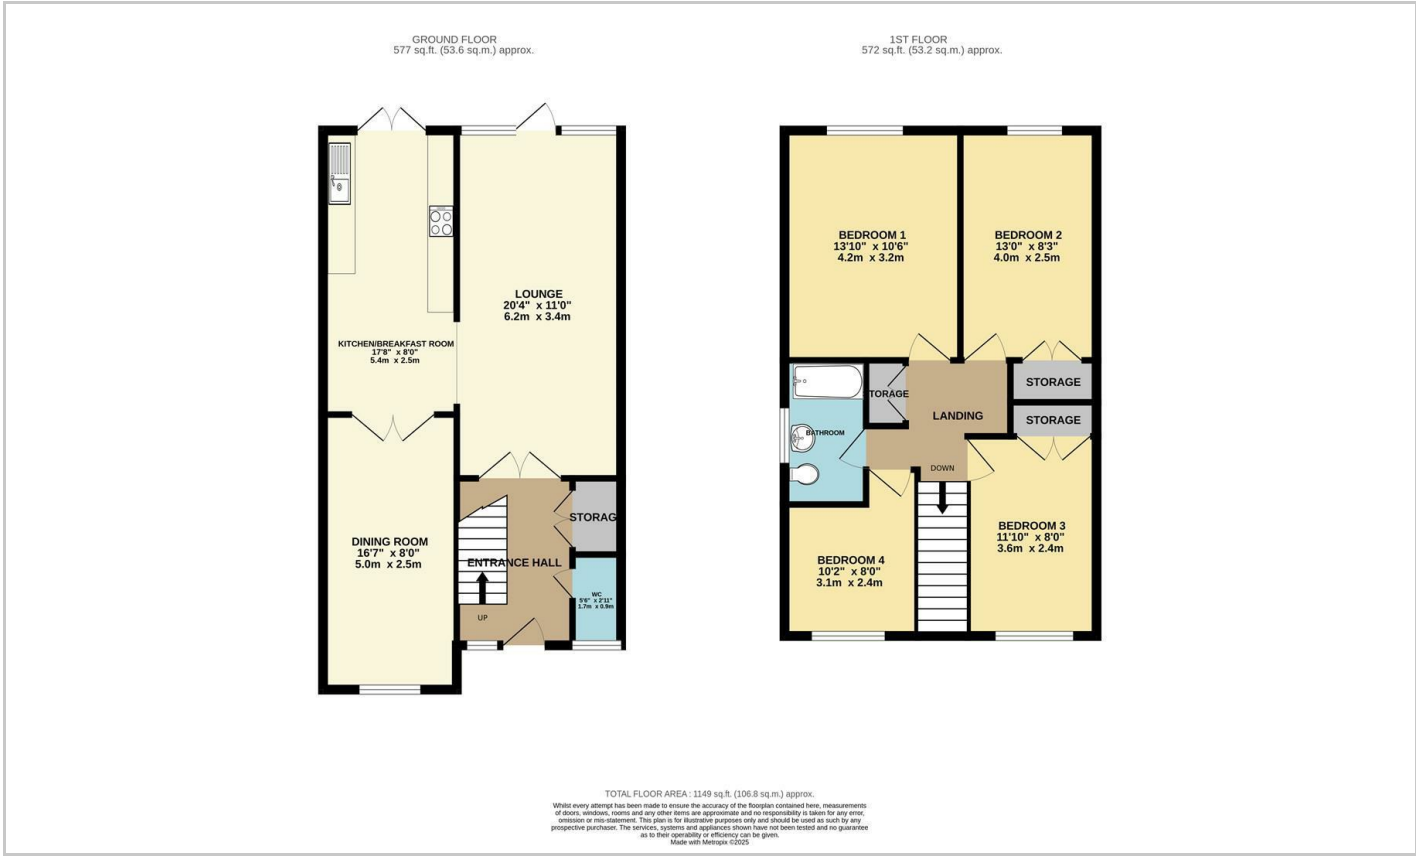 GROUND FLOOR
577 sq.ft. (53.6 sq.m.) approx.
1ST FLOOR
572 sq.ft. (53.2 sq.m.) approx.
KITCHEN/BREAKFAST ROOM
17'8" x 8'0"
5.4m x 2.5m
LOUNGE
20'4" x 11'0"
6.2m x 3.4m
DINING ROOM
16'7" x 8'0"
5.0m x 2.5m
ENTRANCE HALL
UP
STORAG
WC
5'6" x 2'11"
1.7m x 0.9m
BEDROOM 1
13'10" x 10'6"
4.2m x 3.2m
BEDROOM 2
13'0" x 8'3"
4.0m x 2.5m
STORAGE
STORAGE
TORAGE
LANDING
BATHROOM
DOWN
BEDROOM 3
11'10" x 8'0"
3.6m x 2.4m
BEDROOM 4
10'2" x 8'0"
3.1m x 2.4m
TOTAL FLOOR AREA : 1149 sq.ft. (106.8 sq.m.) approx.
Whilst every attempt has been made to ensure the accuracy of the floorplan contained here, measurements
of doors, windows, rooms and any other items are approximate and no responsibility is taken for any error,
omission or mis-statement. This plan is for illustrative purposes only and should be used as such by any
prospective purchaser. The services, systems and appliances shown have not been tested and no guarantee
as to their operability or efficiency can be given.
Made with Metropix ©2025